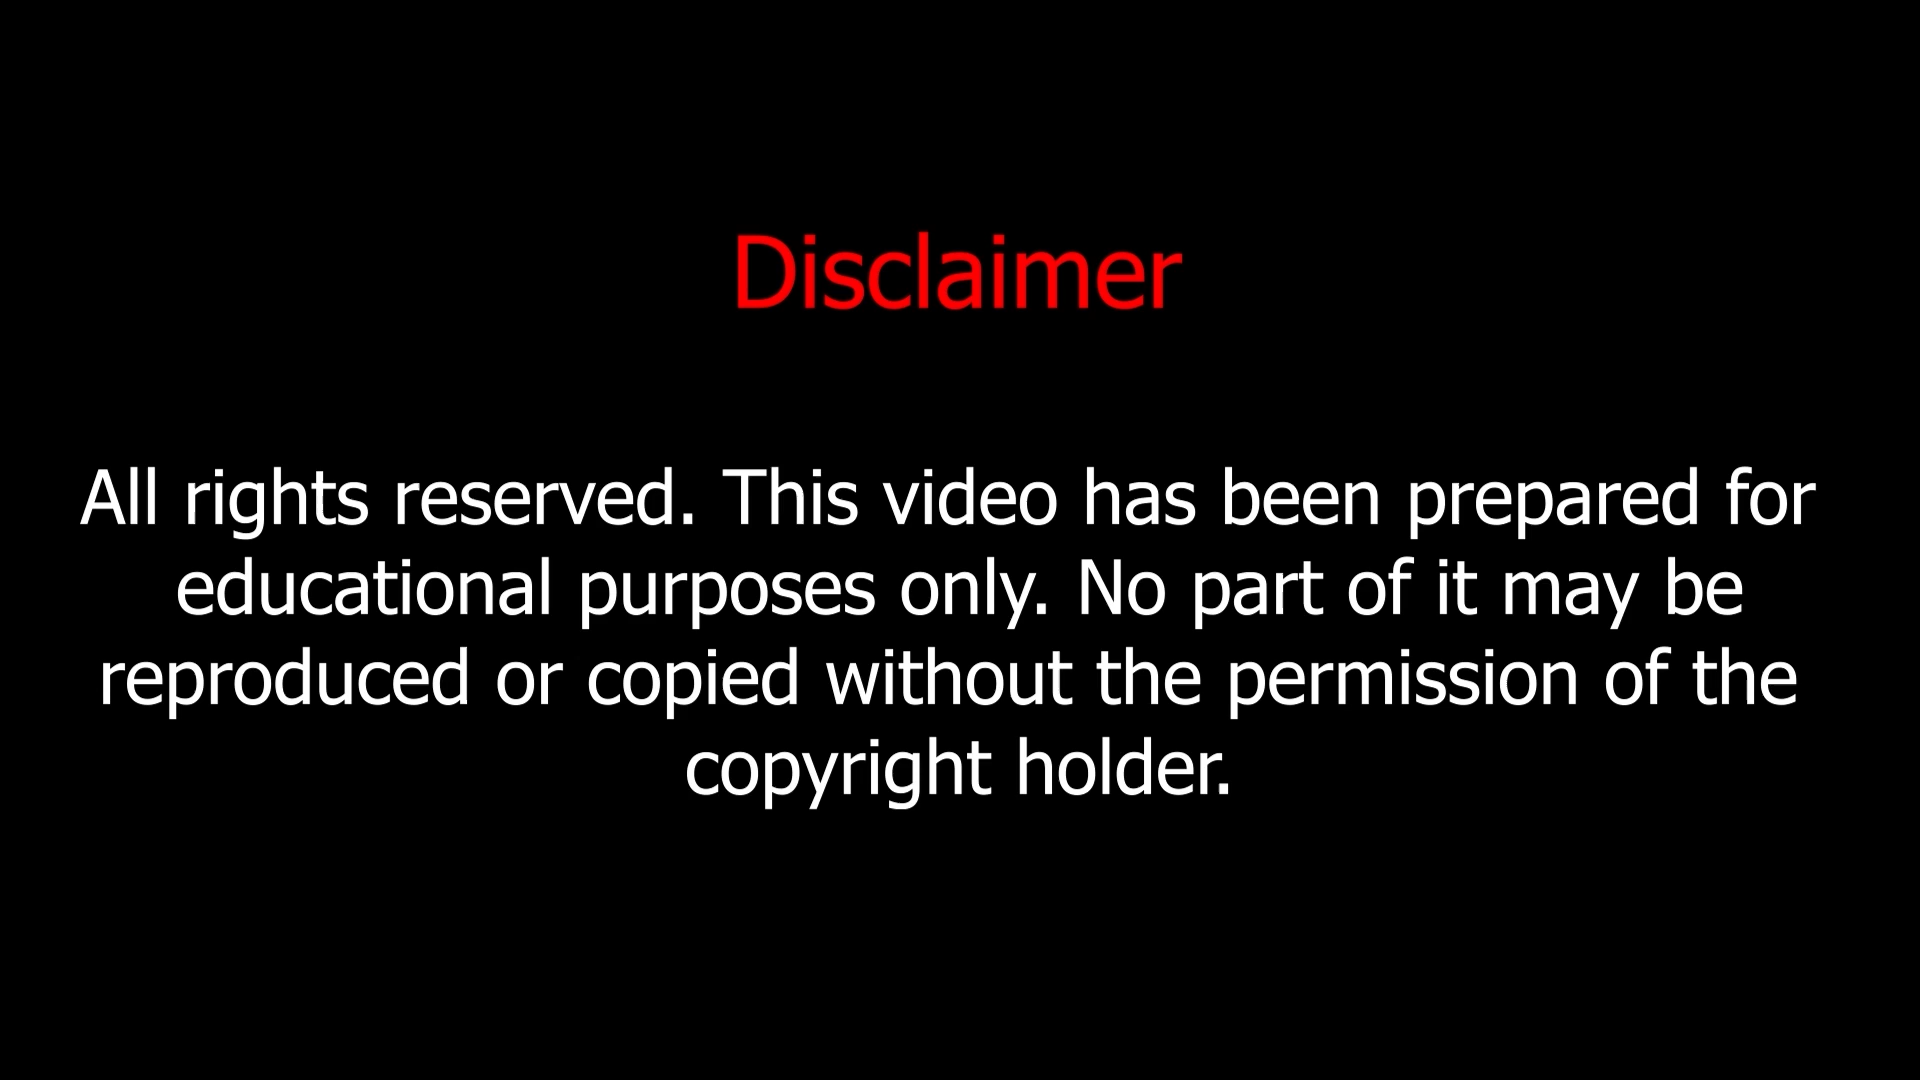 Disclaimer
All rights reserved. This video has been prepared for
educational purposes only. No part of it may be
reproduced or copied without the permission of the
copyright holder.